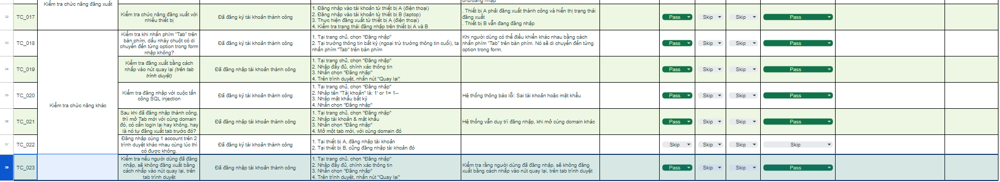 Kiểm tra chức năng đăng xuất
chủ/đăng nhập
32
TC_017
Kiểm tra chức năng đăng xuất với
nhiều thiết bị
Đã đăng ký tài khoản thành công
1. Đăng nhập vào tài khoản từ thiết bị A (điện thoại)
2. Đăng nhập vào tài khoản từ thiết bị B (laptop)
3. Thực hiện đăng xuất từ thiết bị A (điện thoại)
4. Kiểm tra trạng thái đăng nhập trên thiết bị A và B
. Thiết bị A phải đăng xuất thành công và hiển thị trạng thái
đăng xuất
. Thiết bị B vẫn đang đăng nhập
Pass
Skip
Skip
Pass
33
TC_018
Kiểm tra khi nhấn phím "Tab" trên
bàn phím, dấu nháy chuột có di
chuyển đến từng option trong form
nhập không?
Đã đăng ký tài khoản thành công
1. Tại trang chủ, chọn "Đăng nhập"
2. Tại trường thông tin bất kỳ (ngoại trừ trường thông tin cuối), ta
nhấn phím "Tab" trên bàn phím
Khi người dùng có thể điều khiển khác nhau bằng cách
nhấn phím "Tab" trên bàn phím. Nó sẽ di chuyển đến từng
option trong form.
Pass
Skip
Skip
Pass
34
TC_019
Kiểm tra đăng xuất bằng cách
nhấp vào nút quay lại (trên tab
trình duyệt)
Đã đăng nhập tài khoản thành công
1. Tại trang chủ, chọn "Đăng nhập"
2. Nhập đầy đủ, chính xác thông tin
3. Nhấn chọn "Đăng nhập"
4. Trên trình duyệt, nhấn nút "Quay lại"
Pass
Skip
Skip
Pass
Kiểm tra chức năng khác
35
TC_020
Kiểm tra đăng nhập với cuộc tấn
công SQL injection
Đã đăng ký tài khoản thành công
1. Tại trang chủ, chọn "Đăng nhập"
2. Nhập tên "Tài khoản" là: 1' or 1= 1--
3. Nhập mật khẩu bất kỳ
4. Nhấn chọn "Đăng nhập"
Hệ thống thông báo lỗi: Sai tài khoản hoặc mật khẩu
Pass
Skip
Skip
Pass
36
TC_021
Sau khi đã đăng nhập thành công,
thì mở Tab mới với cùng domain
đó, có cần login lại hay không, hay
là nó tự đăng xuất tab trước đó?
Đã đăng nhập tài khoản thành công
1. Tại trang chủ, chọn "Đăng nhập"
2. Nhập tài khoản & mật khẩu
3. Nhấn chọn "Đăng nhập"
4. Mở một tab mới, với cùng domain đó
Hệ thống vẫn duy trì đăng nhập, khi mở cùng domain khác
Pass
Skip
Skip
Pass
37
TC_022
Đăng nhập cùng 1 account trên 2
trình duyệt khác nhau cùng lúc thì
có được không.
Đã đăng ký tài khoản thành công
1. Tại thiết bị A, đăng nhập tài khoản
2. Tại thiết bị B, cũng đăng nhập tài khoản đó
Skip
Skip
Skip
Skip
38
TC_023
Kiểm tra nếu người dùng đã đăng
nhập, sẽ không đăng xuất bằng
cách nhấp vào nút quay lại, trên
tab trình duyệt
Đã đăng nhập tài khoản thành công
1. Tại trang chủ, chọn "Đăng nhập"
2. Nhập đầy đủ, chính xác thông tin
3. Nhấn chọn "Đăng nhập"
4. Trên trình duyệt, nhấn nút "Quay lại"
Kiểm tra rằng người dùng đã đăng nhập, sẽ không đăng
xuất bằng cách nhấp vào nút quay lại, trên tab trình duyệt
Pass
Skip
Skip
Pass